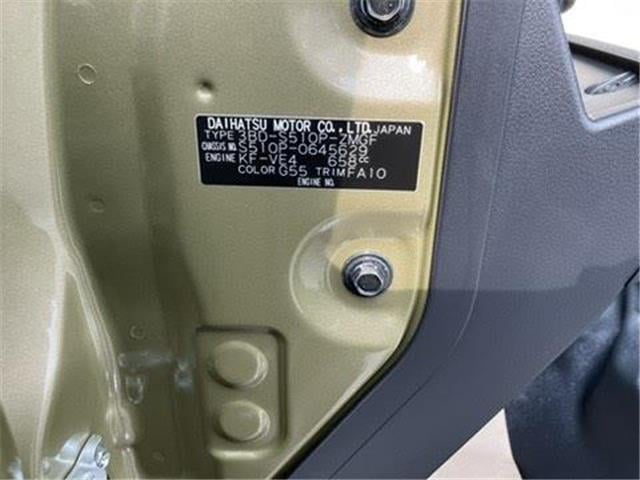 DAIHATSU MOTOR CO., LTD. JAPAN
TYPE 3BD-S510P-ZMGF
CHASSIS NO. S510P-0645629
ENGINE KF-VE4 658cc
COLOR G55 TRIM FA10
ENGINE NO.